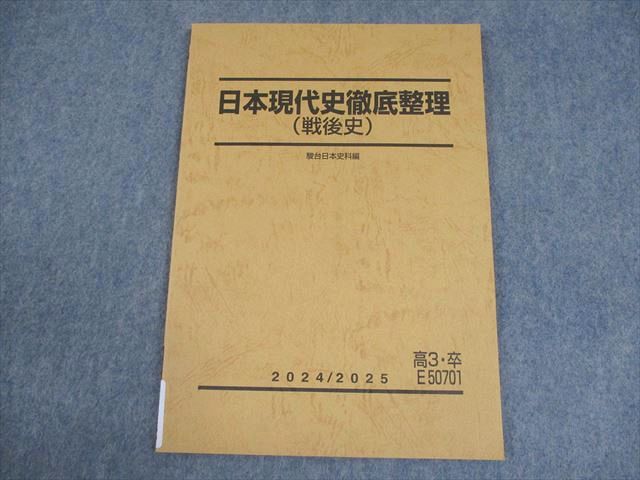 日本現代史徹底整理
(戦後史)
駿台日本史科編
高3・卒
2024/2025
E50701